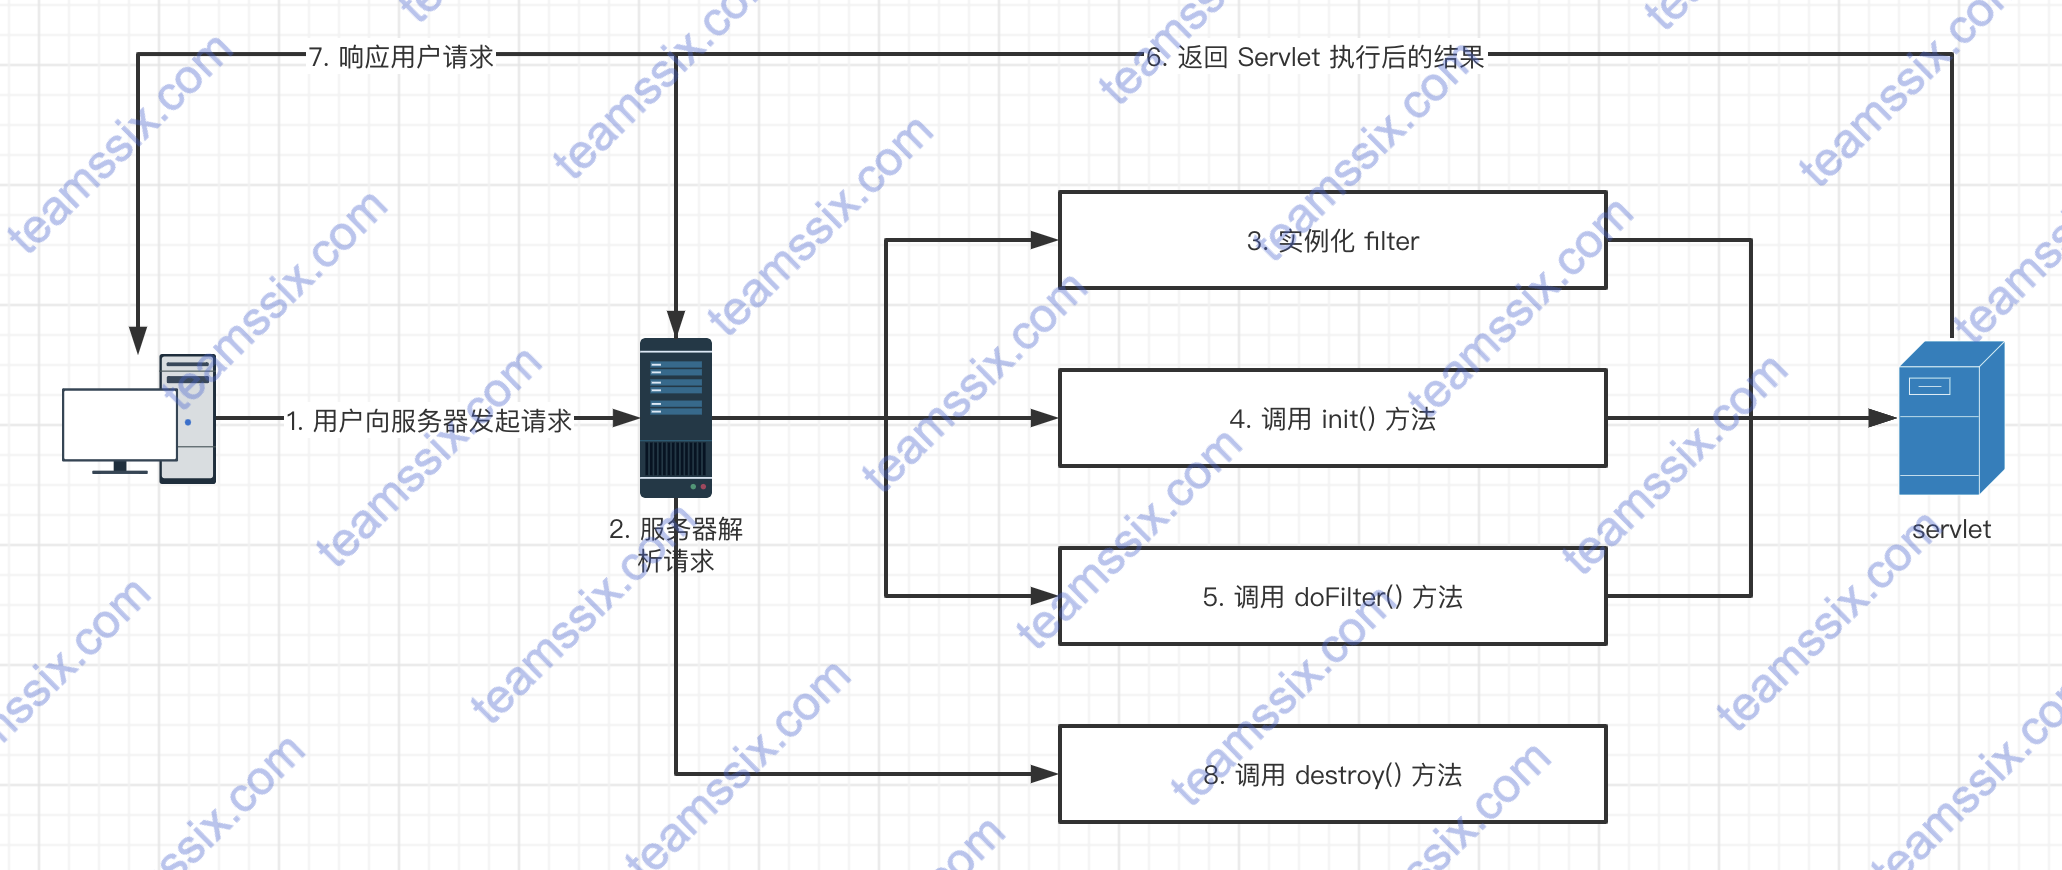 7. 响应用户请求
6. 返回 Servlet 执行后的结果
3. 实例化 filter
1. 用户向服务器发起请求
4. 调用 init() 方法
2. 服务器解
析请求
servlet
5. 调用 doFilter() 方法
8. 调用 destroy() 方法
teamssix.com